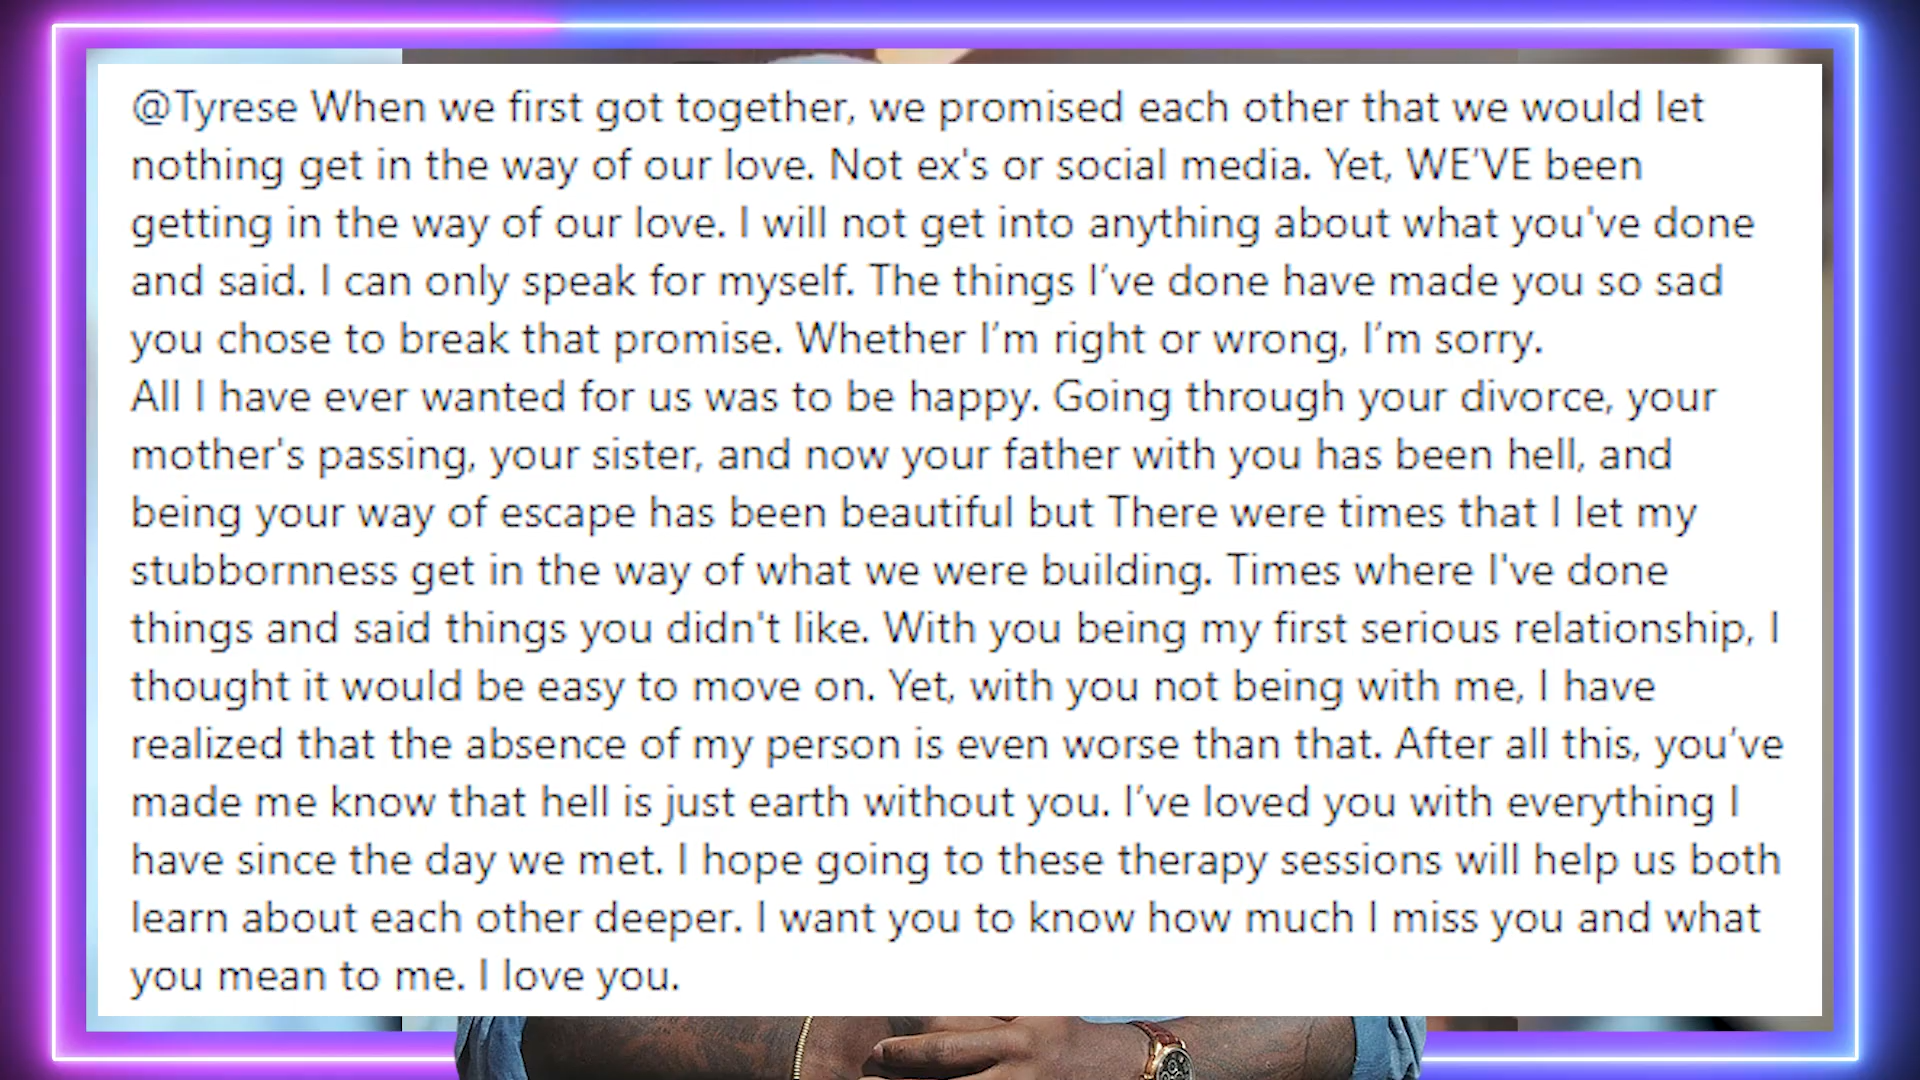 @Tyrese When we first got together, we promised each other that we would let
nothing get in the way of our love. Not ex's or social media. Yet, WE’VE been
getting in the way of our love. I will not get into anything about what you've done
and said. I can only speak for myself. The things I’ve done have made you so sad
you chose to break that promise. Whether I’m right or wrong, I’m sorry.
All I have ever wanted for us was to be happy. Going through your divorce, your
mother's passing, your sister, and now your father with you has been hell, and
being your way of escape has been beautiful but There were times that I let my
stubbornness get in the way of what we were building. Times where I've done
things and said things you didn't like. With you being my first serious relationship, I
thought it would be easy to move on. Yet, with you not being with me, I have
realized that the absence of my person is even worse than that. After all this, you’ve
made me know that hell is just earth without you. I’ve loved you with everything I
have since the day we met. I hope going to these therapy sessions will help us both
learn about each other deeper. I want you to know how much I miss you and what
you mean to me. I love you.